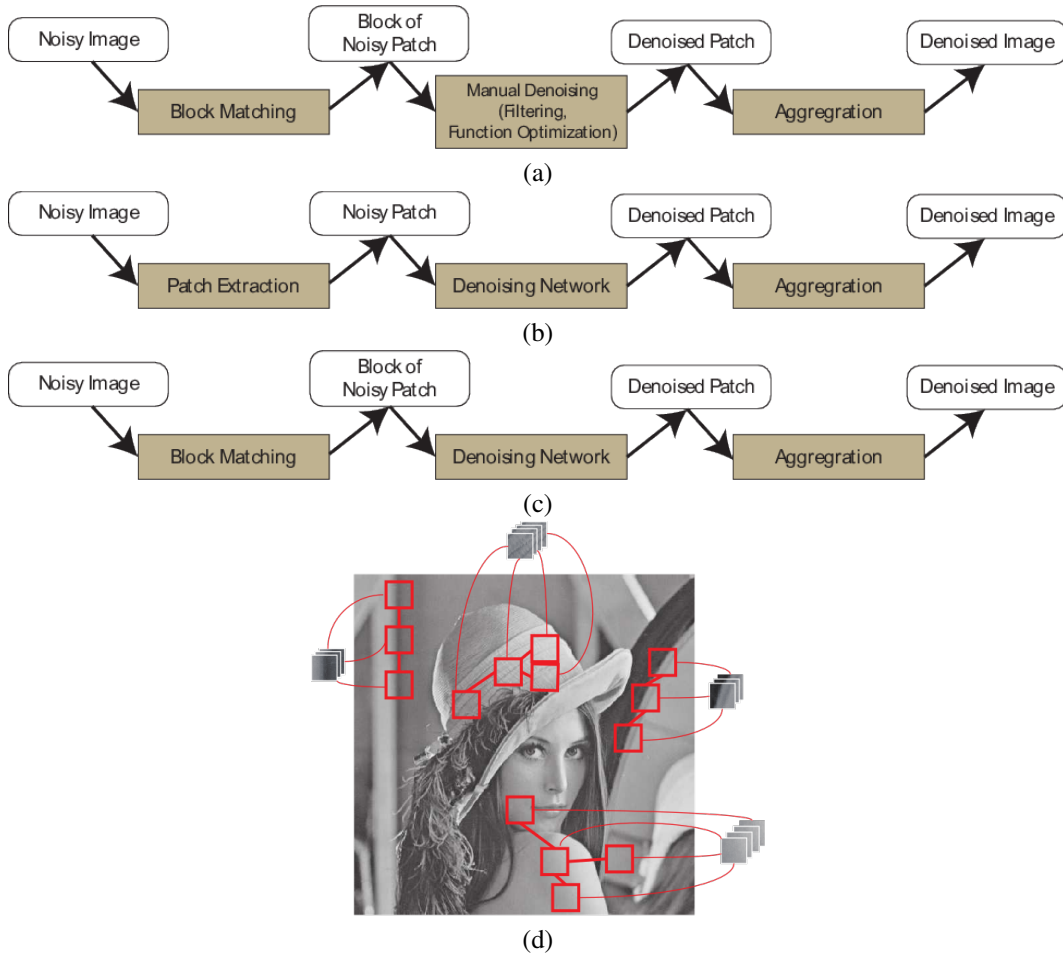 Noisy Image
Block of
Noisy Patch
Denoised Patch
Denoised Image
Block Matching
Manual Denoising
(Filtering,
Function Optimization)
Aggregration
(a)
Noisy Image
Noisy Patch
Denoised Patch
Denoised Image
Patch Extraction
Denoising Network
Aggregration
(b)
Noisy Image
Block of
Noisy Patch
Denoised Patch
Denoised Image
Block Matching
Denoising Network
Aggregration
(c)
(d)